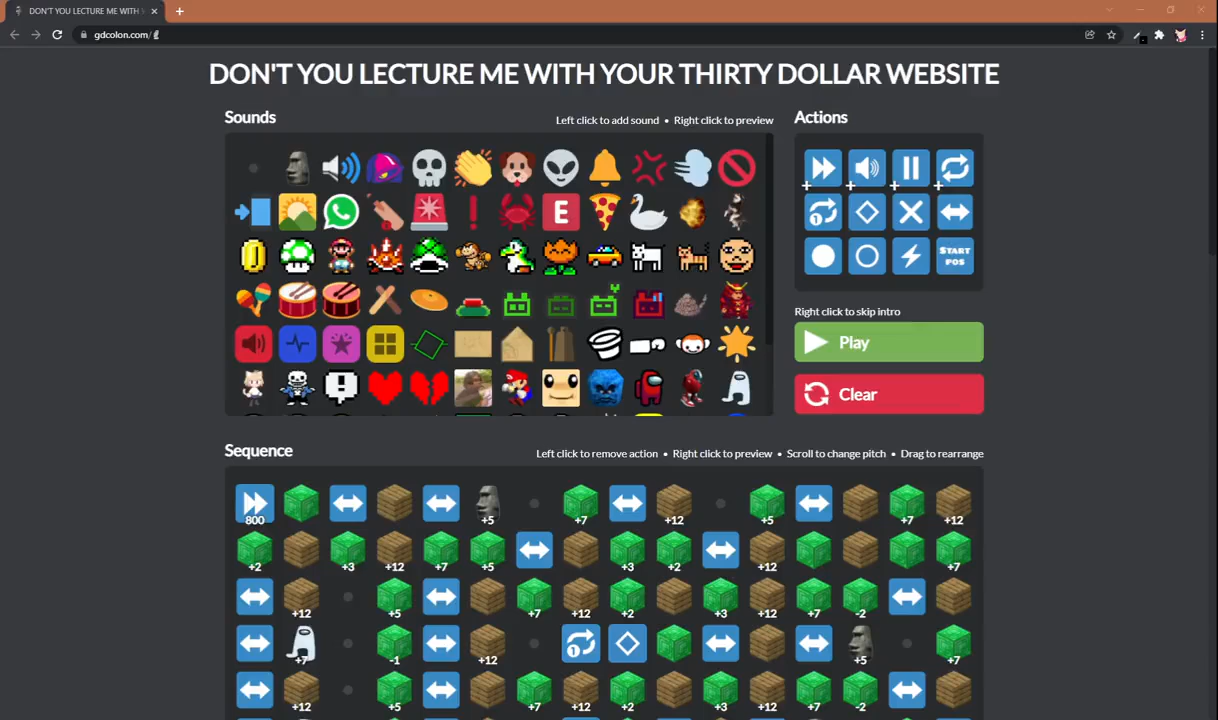 DON'T YOU LECTURE ME WITH Y
gdcolon.com/🗿
DON'T YOU LECTURE ME WITH YOUR THIRTY DOLLAR WEBSITE
Sounds
Left click to add sound • Right click to preview
Actions
E
START POS
Right click to skip intro
Play
Clear
Sequence
Left click to remove action • Right click to preview • Scroll to change pitch • Drag to rearrange
800 +5 +7 +12 +5 +7 +12
+2 +3 +12 +7 +5 +3 +2 +12 +7
+12 +5 +7 +12 +2 +3 +12 +7 -2
+7 -1 +12 1 +5 +7
+12 +5 +7 +12 +2 +3 +12 +7 -2